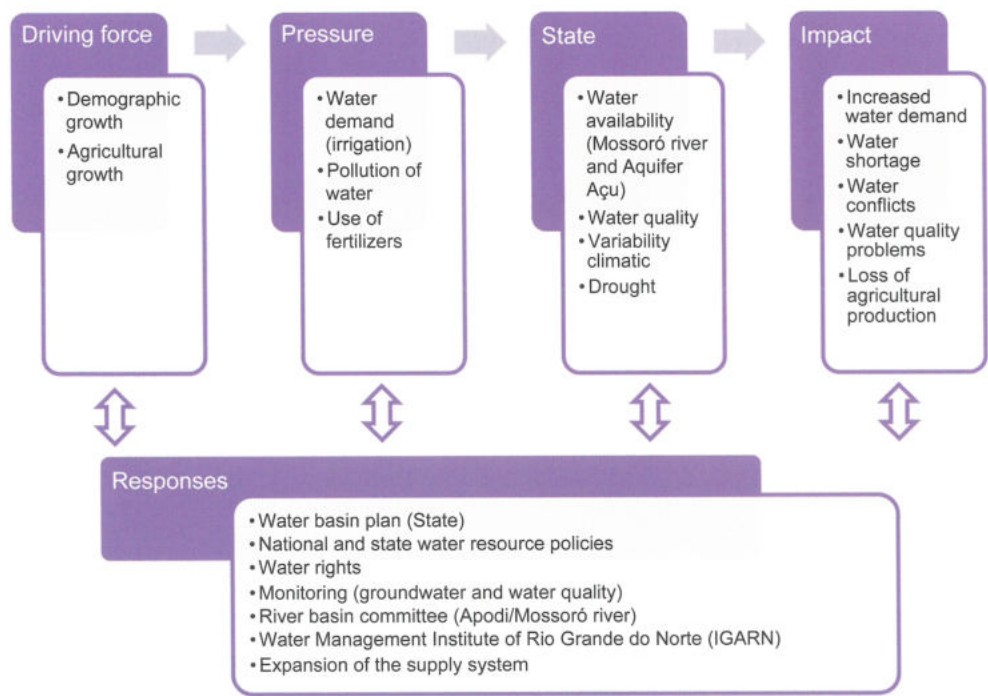 Driving force
• Demographic
growth
• Agricultural
growth
Pressure
• Water
demand
(irrigation)
• Pollution of
water
• Use of
fertilizers
State
• Water
availability
(Mossoró river
and Aquifer
Açu)
• Water quality
• Variability
climatic
• Drought
Impact
• Increased
water demand
• Water
shortage
• Water
conflicts
• Water quality
problems
• Loss of
agricultural
production
Responses
• Water basin plan (State)
• National and state water resource policies
• Water rights
• Monitoring (groundwater and water quality)
• River basin committee (Apodi/Mossoró river)
• Water Management Institute of Rio Grande do Norte (IGARN)
• Expansion of the supply system